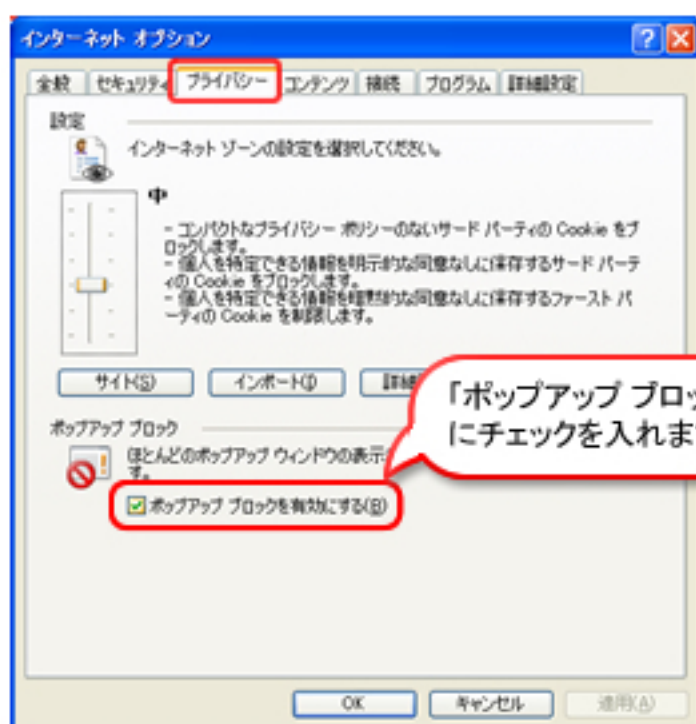 インターネット オプション
全般 セキュリティ プライバシー コンテンツ 接続 プログラム 詳細設定
設定
インターネット ゾーンの設定を選択してください。
中
- コンパクトなプライバシー ポリシーのないサード パーティの Cookie をブ
ロックします。
- 個人を特定できる情報を明示的な同意なしに保存するサード パーテ
ィの Cookie をブロックします。
- 個人を特定できる情報を暗黙的な同意なしに保存するファースト パ
ーティの Cookie を制限します。
サイト(S) インポート(I) 詳細
「ポップアップ ブロッ
にチェックを入れま
ポップアップ ブロック
ほとんどのポップアップ ウィンドウの表示
す。
ポップアップ ブロックを有効にする(B)
OK キャンセル 適用(A)